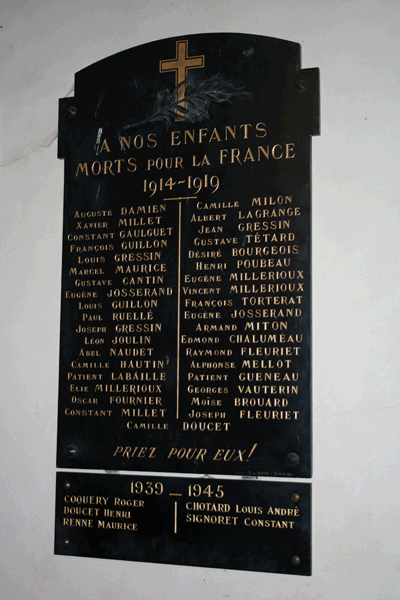 A NOS ENFANTS
MORTS POUR LA FRANCE
1914-1919
AUGUSTE DAMIEN
XAVIER MILLET
CONSTANT GAULGUET
FRANÇOIS GUILLON
LOUIS GRESSIN
MARCEL MAURICE
GUSTAVE CANTIN
EUGÈNE JOSSERAND
LOUIS GUILLON
PAUL RUELLÉ
JOSEPH GRESSIN
LÉON JOULIN
ABEL NAUDET
CAMILLE HAUTIN
PATIENT LABAILLE
ELIE MILLERIOUX
OSCAR FOURNIER
CONSTANT MILLET
CAMILLE MILON
ALBERT LAGRANGE
JEAN GRESSIN
GUSTAVE TÉTARD
DÉSIRÉ BOURGEOIS
HENRI POUBEAU
EUGÈNE MILLERIOUX
VINCENT MILLERIOUX
FRANÇOIS TORTERAT
EUGÈNE JOSSERAND
ARMAND MITON
EDMOND CHALUMEAU
RAYMOND FLEURIET
ALPHONSE MELLOT
PATIENT GUENEAU
GEORGES VAUTERIN
MOÏSE BROUARD
JOSEPH FLEURIET
CAMILLE DOUCET
PRIEZ POUR EUX!
1939 - 1945
COQUERY ROGER
DOUCET HENRI
RENNE MAURICE
CHOTARD LOUIS ANDRÉ
SIGNORET CONSTANT